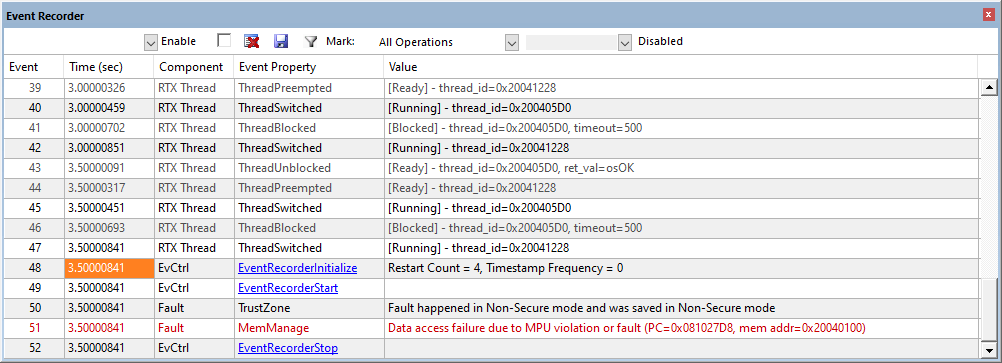 Event Recorder
Enable Mark: All Operations Disabled
Event Time (sec) Component Event Property Value
39 3.00000326 RTX Thread ThreadPreempted [Ready] - thread_id=0x20041228
40 3.00000459 RTX Thread ThreadSwitched [Running] - thread_id=0x200405D0
41 3.00000702 RTX Thread ThreadBlocked [Blocked] - thread_id=0x200405D0, timeout=500
42 3.00000851 RTX Thread ThreadSwitched [Running] - thread_id=0x20041228
43 3.50000091 RTX Thread ThreadUnblocked [Ready] - thread_id=0x200405D0, ret_val=osOK
44 3.50000317 RTX Thread ThreadPreempted [Ready] - thread_id=0x20041228
45 3.50000451 RTX Thread ThreadSwitched [Running] - thread_id=0x200405D0
46 3.50000693 RTX Thread ThreadBlocked [Blocked] - thread_id=0x200405D0, timeout=500
47 3.50000841 RTX Thread ThreadSwitched [Running] - thread_id=0x20041228
48 3.50000841 EvCtrl EventRecorderInitialize Restart Count = 4, Timestamp Frequency = 0
49 3.50000841 EvCtrl EventRecorderStart
50 3.50000841 Fault TrustZone Fault happened in Non-Secure mode and was saved in Non-Secure mode
51 3.50000841 Fault MemManage Data access failure due to MPU violation or fault (PC=0x081027D8, mem addr=0x20040100)
52 3.50000841 EvCtrl EventRecorderStop